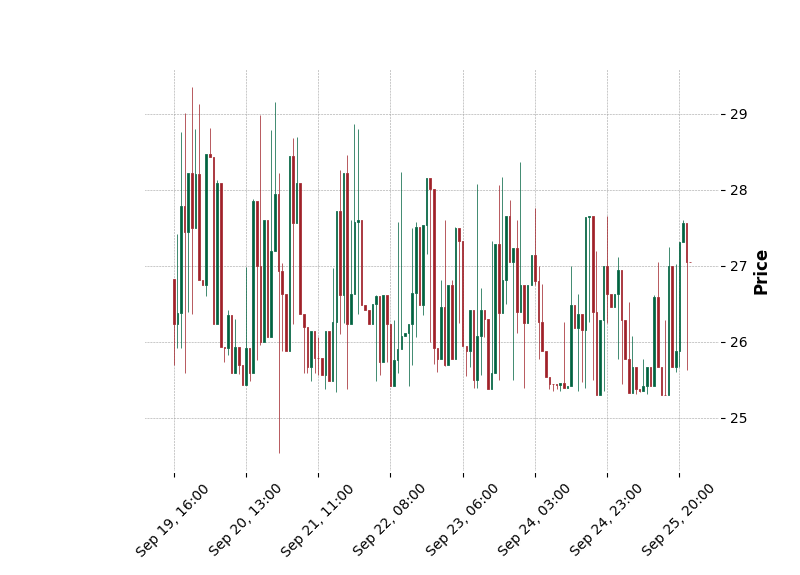 29
28
27
26
25
Price
Sep 19, 16:00
Sep 20, 13:00
Sep 21, 11:00
Sep 22, 08:00
Sep 23, 06:00
Sep 24, 03:00
Sep 24, 23:00
Sep 25, 20:00